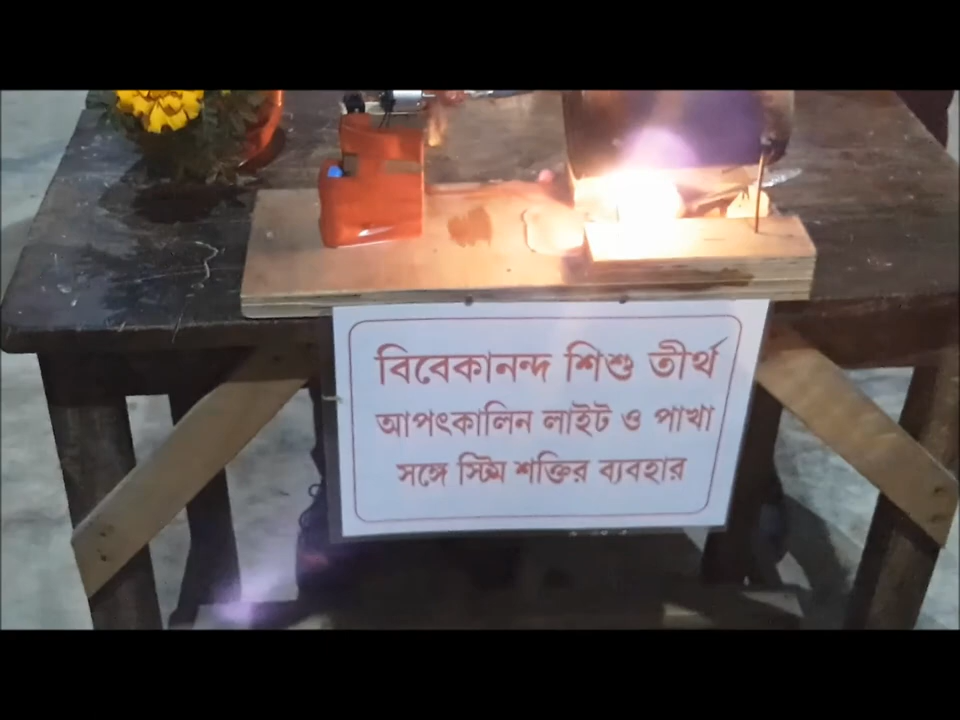 বিবেকানন্দ শিশু তীর্থ
আপৎকালিন লাইট ও পাখা
সঙ্গে স্টিম শক্তির ব্যবহার